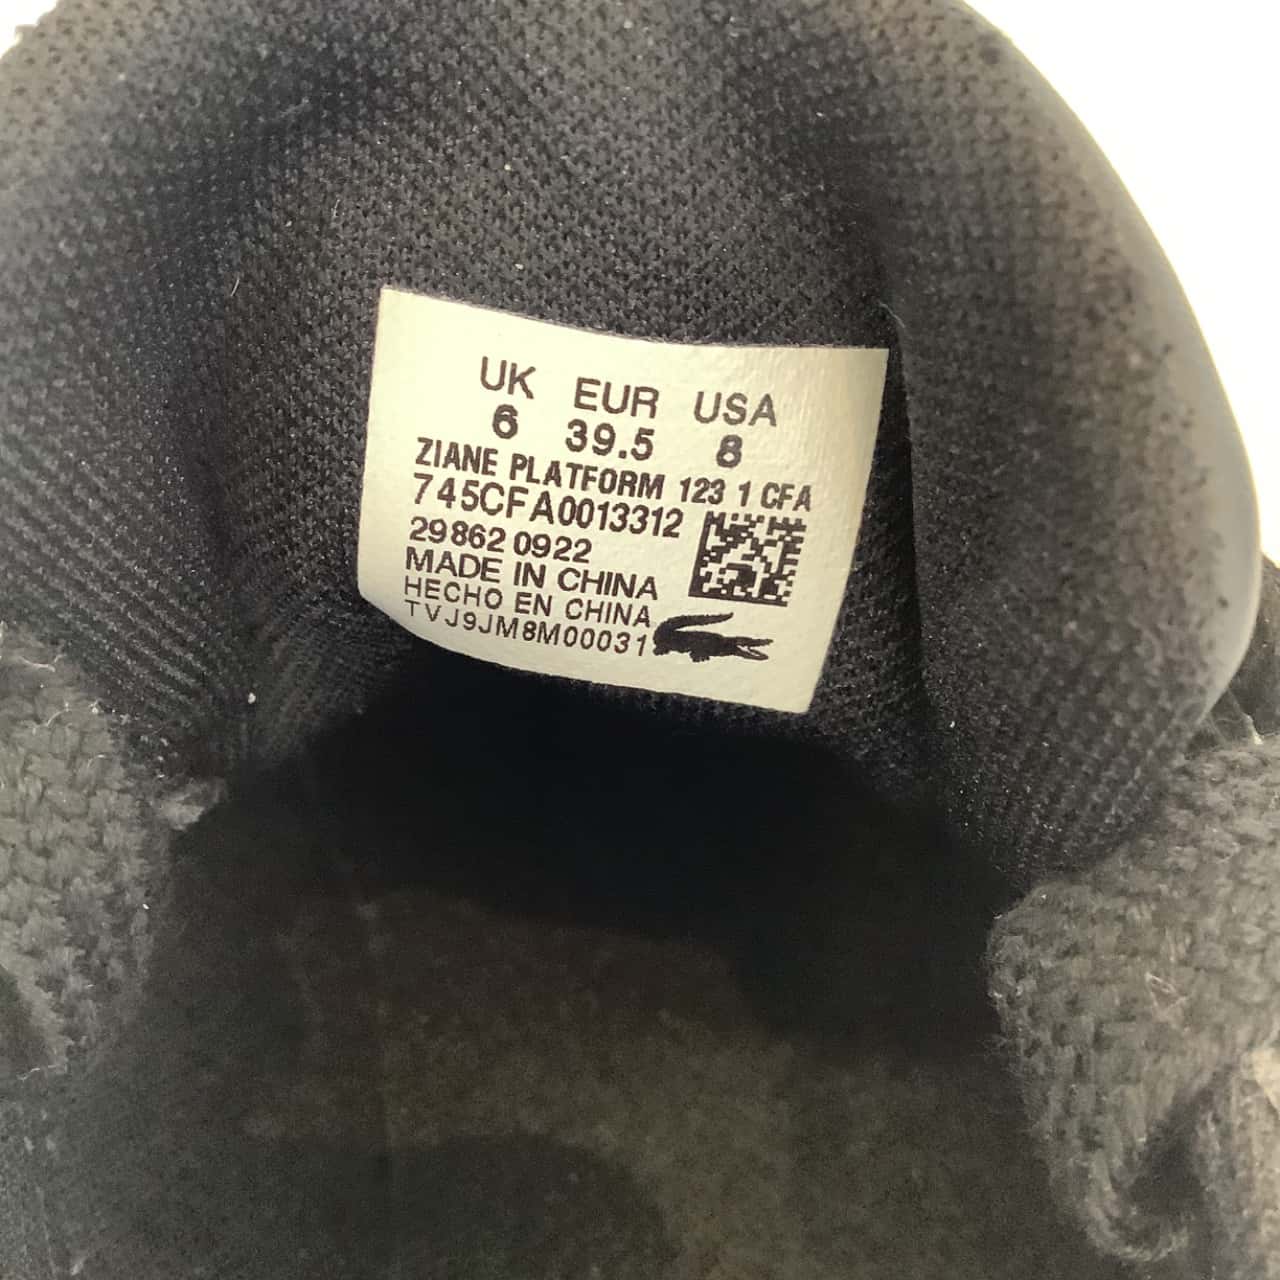 UK EUR USA
6 39.5 8
ZIANE PLATFORM 123 1 CFA
745CFA0013312
29862 0922
MADE IN CHINA
HECHO EN CHINA
TVJ9JM8M00031